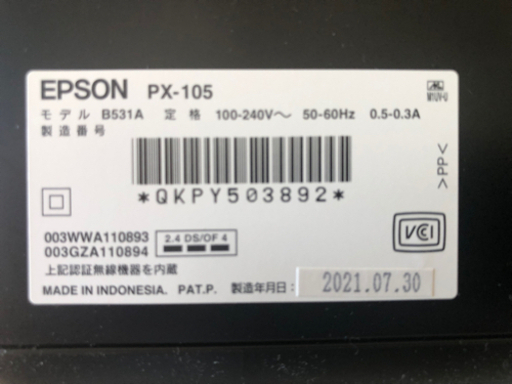 EPSON PX-105
モデル B531A 定格 100-240V～ 50-60Hz 0.5-0.3A
製造番号
*QKPY503892*
>PP<
003WWA110893
003GZA110894
2.4 DS/OF 4
VCI
上記認証無線機器を内蔵
MADE IN INDONESIA. PAT.P. 製造年月日: 2021.07.30